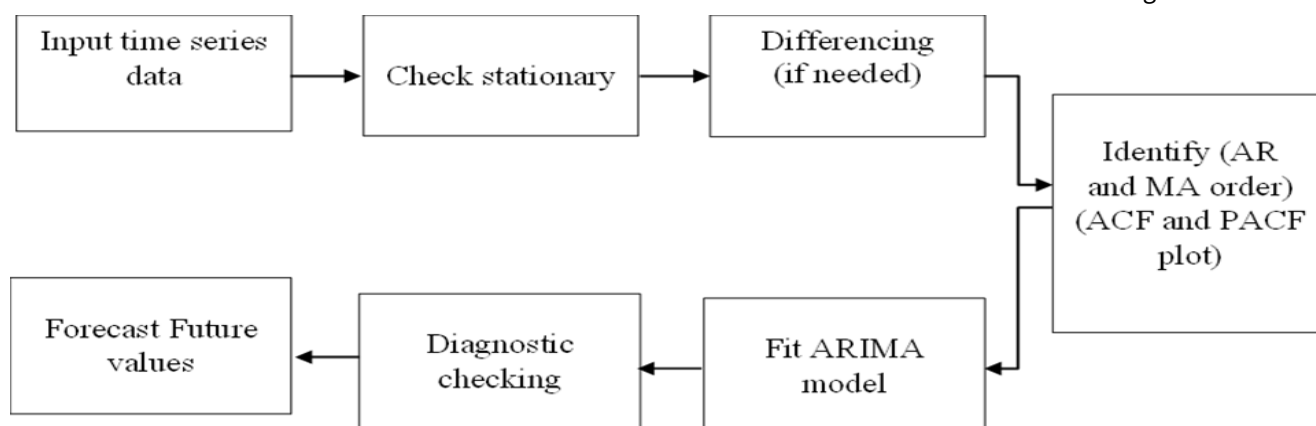 Input time series
data
Check stationary
Differencing
(if needed)
Identify (AR
and MA order)
(ACF and PACF
plot)
Forecast Future
values
Diagnostic
checking
Fit ARIMA
model